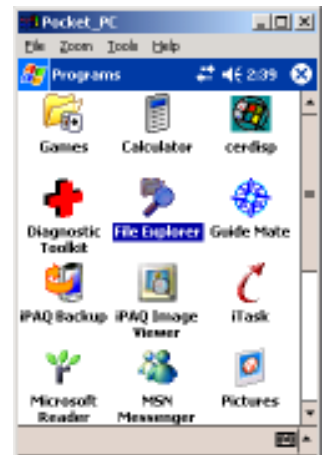 Pocket_PC
File Zoom Tools Help
Programs 2:39
Games Calculator cerdisp
Diagnostic Toolkit File Explorer Guide Mate
iPAQ Backup iPAQ Image Viewer iTask
Microsoft Reader MSN Messenger Pictures